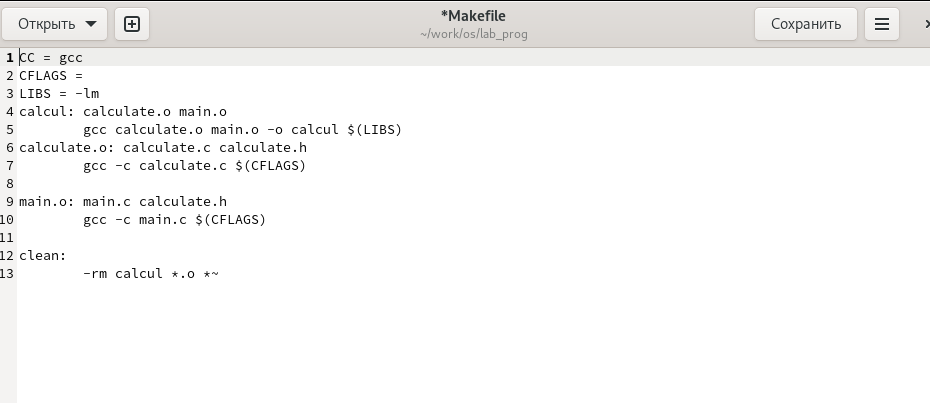 Открыть *Makefile Сохранить
~/work/os/lab_prog
1 CC = gcc
2 CFLAGS =
3 LIBS = -lm
4 calcul: calculate.o main.o
5 gcc calculate.o main.o -o calcul $(LIBS)
6 calculate.o: calculate.c calculate.h
7 gcc -c calculate.c $(CFLAGS)
8
9 main.o: main.c calculate.h
10 gcc -c main.c $(CFLAGS)
11
12 clean:
13 -rm calcul *.o *~